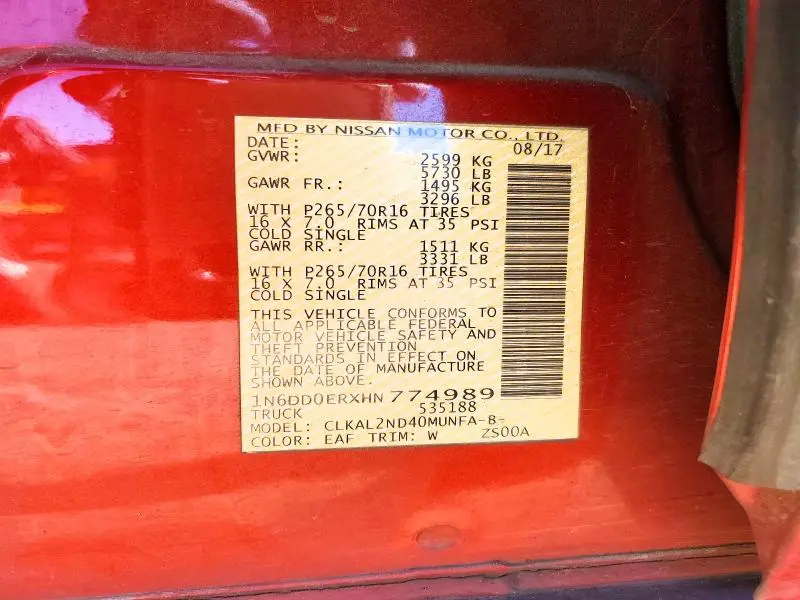 MFD BY NISSAN MOTOR CO., LTD.
DATE: 08/17
GVWR: 2599 KG
5730 LB
GAWR FR.: 1495 KG
3296 LB
WITH P265/70R16 TIRES
16 X 7.0 RIMS AT 35 PSI
COLD SINGLE
GAWR RR.: 1511 KG
3331 LB
WITH P265/70R16 TIRES
16 X 7.0 RIMS AT 35 PSI
COLD SINGLE
THIS VEHICLE CONFORMS TO
ALL APPLICABLE FEDERAL
MOTOR VEHICLE SAFETY AND
THEFT PREVENTION
STANDARDS IN EFFECT ON
THE DATE OF MANUFACTURE
SHOWN ABOVE.
1N6DD0ERXHN774989
TRUCK 535188
MODEL: CLKAL2ND40MUNFA-B-
COLOR: EAF TRIM: W ZS00A